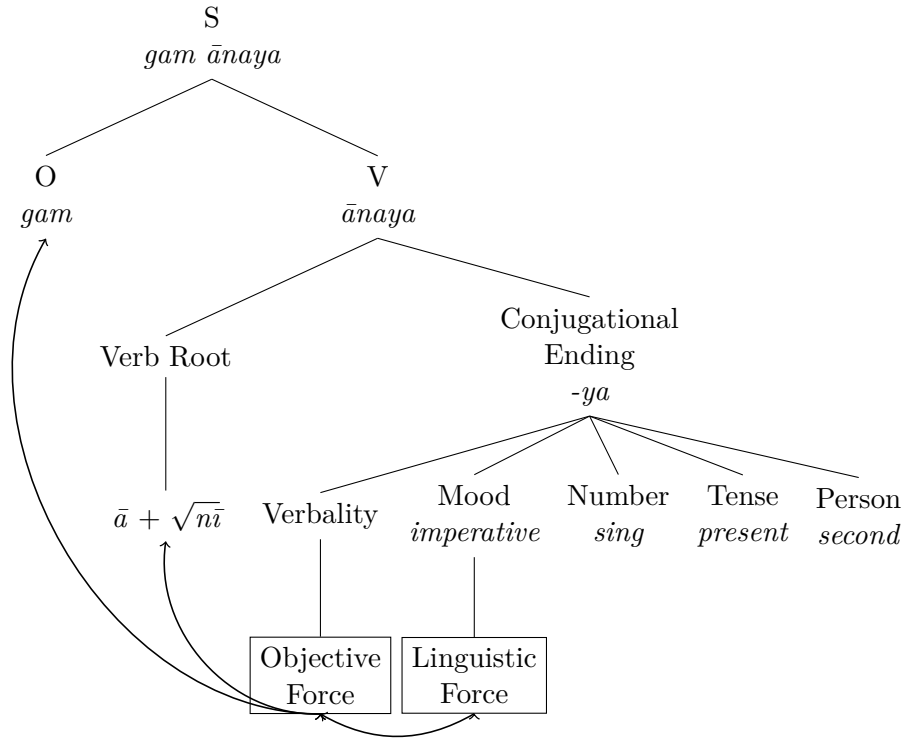 S
gam ānaya
O
gam
V
ānaya
Verb Root
Conjugational
Ending
-ya
ā + √nī
Verbality
Mood
imperative
Number
sing
Tense
present
Person
second
Objective
Force
Linguistic
Force